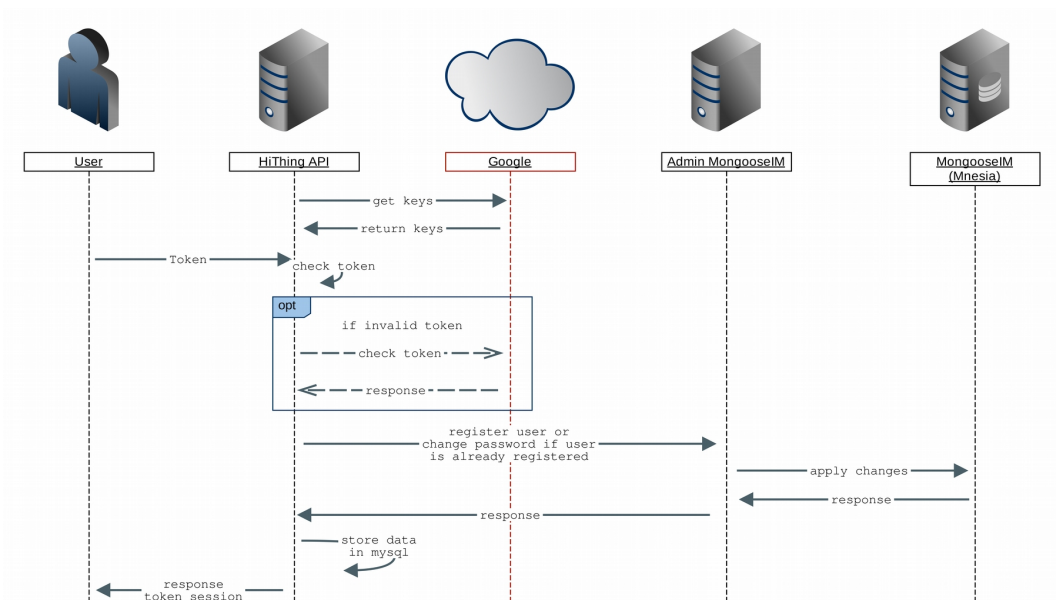 User
HiThing API
Google
Admin MongooseIM
MongooseIM
(Mnesia)
get keys
return keys
Token
check token
opt
if invalid token
check token
response
register user or
change password if user
is already registered
apply changes
response
response
store data
in mysql
response
token session